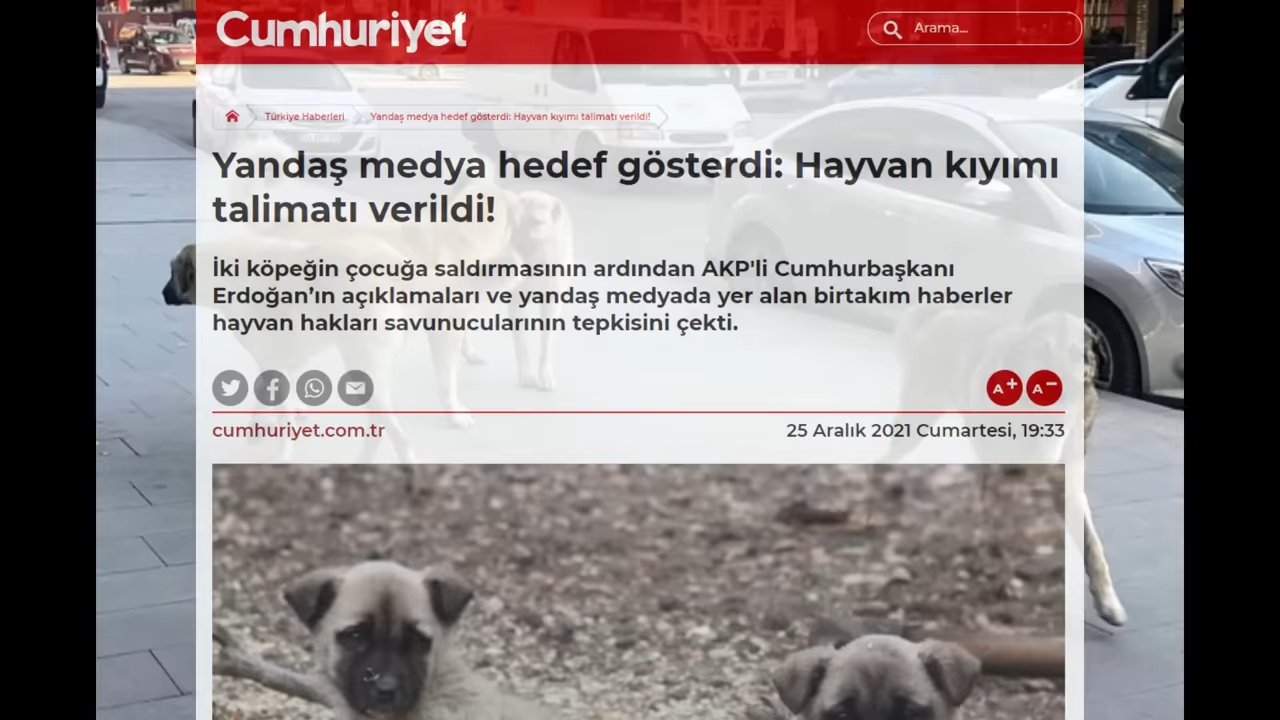 Cumhuriyet
Arama...
Türkiye Haberleri
Yandaş medya hedef gösterdi: Hayvan kıyımı talimatı verildi!
Yandaş medya hedef gösterdi: Hayvan kıyımı
talimatı verildi!
İki köpeğin çocuğa saldırmasının ardından AKP'li Cumhurbaşkanı
Erdoğan’ın açıklamaları ve yandaş medyada yer alan birtakım haberler
hayvan hakları savunucularının tepkisini çekti.
A+ A−
cumhuriyet.com.tr
25 Aralık 2021 Cumartesi, 19:33